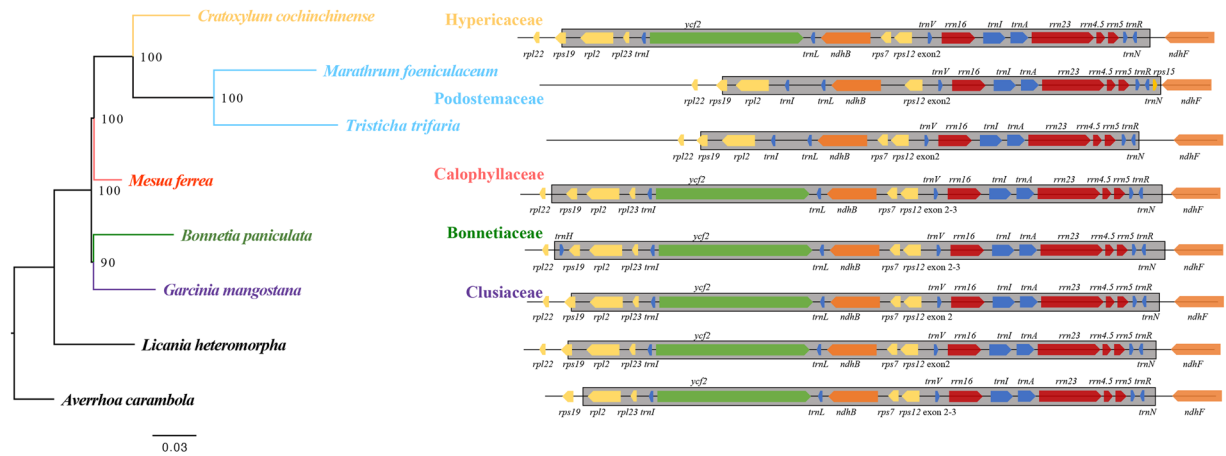 Cratoxylum cochinchinense
Marathrum foeniculaceum
Tristicha trifaria
Mesua ferrea
Bonnetia paniculata
Garcinia mangostana
Licania heteromorpha
Averrhoa carambola
100
100
100
100
90
0.03
Hypericaceae
Podostemaceae
Calophyllaceae
Bonnetiaceae
Clusiaceae
ycf2 trnV rrn16 trnI trnA rrn23 rrn4.5 rrn5 trnR
rpl22 rps19 rpl2 rpl23 trnI trnL ndhB rps7 rps12 exon2 trnN ndhF
trnV rrn16 trnI trnA rrn23 rrn4.5 rrn5 trnR rps15
rpl22 rps19 rpl2 trnI trnL ndhB rps12 exon2 trnN ndhF
trnV rrn16 trnI trnA rrn23 rrn4.5 rrn5 trnR
rpl22 rps19 rpl2 trnI trnL ndhB rps7 rps12 exon2 trnN ndhF
ycf2 trnV rrn16 trnI trnA rrn23 rrn4.5 rrn5 trnR
rpl22 rps19 rpl2 rpl23 trnI trnL ndhB rps7 rps12 exon 2-3 trnN ndhF
trnH ycf2 trnV rrn16 trnI trnA rrn23 rrn4.5 rrn5 trnR
rpl22 rps19 rpl2 rpl23 trnI trnL ndhB rps7 rps12 exon 2-3 trnN ndhF
ycf2 trnV rrn16 trnI trnA rrn23 rrn4.5 rrn5 trnR
rpl22 rps19 rpl2 rpl23 trnI trnL ndhB rps7 rps12 exon 2 trnN ndhF
ycf2 trnV rrn16 trnI trnA rrn23 rrn4.5 rrn5 trnR
rpl22 rps19 rpl2 rpl23 trnI trnL ndhB rps7 rps12 exon2 trnN ndhF
ycf2 trnV rrn16 trnI trnA rrn23 rrn4.5 rrn5 trnR
rps19 rpl2 rpl23 trnI trnL ndhB rps7 rps12 exon 2-3 trnN ndhF